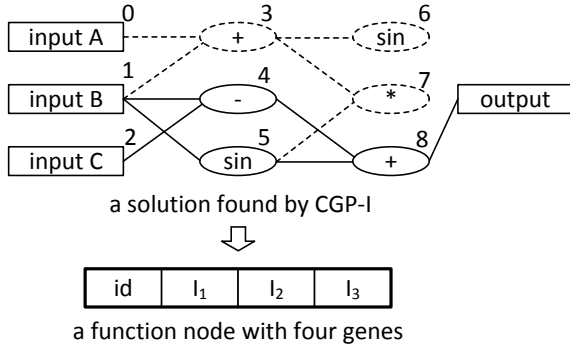 0 3 6
input A + sin
1 4 7
input B - * output
2 5 8
input C sin +
a solution found by CGP-I
id I₁ I₂ I₃
a function node with four genes